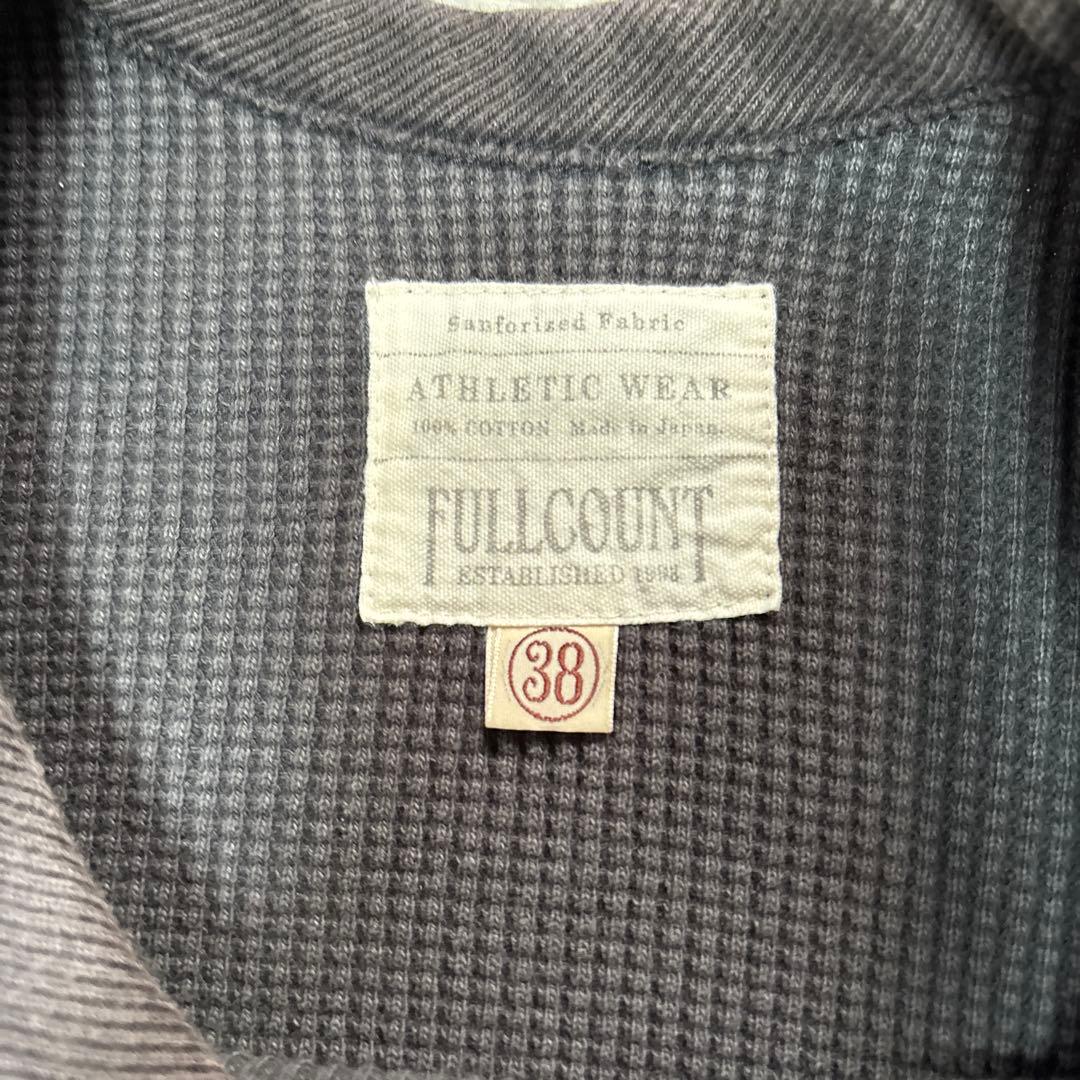 Sanforized Fabric
ATHLETIC WEAR
100% COTTON Made in Japan.
FULLCOUNT
ESTABLISHED 1993
38